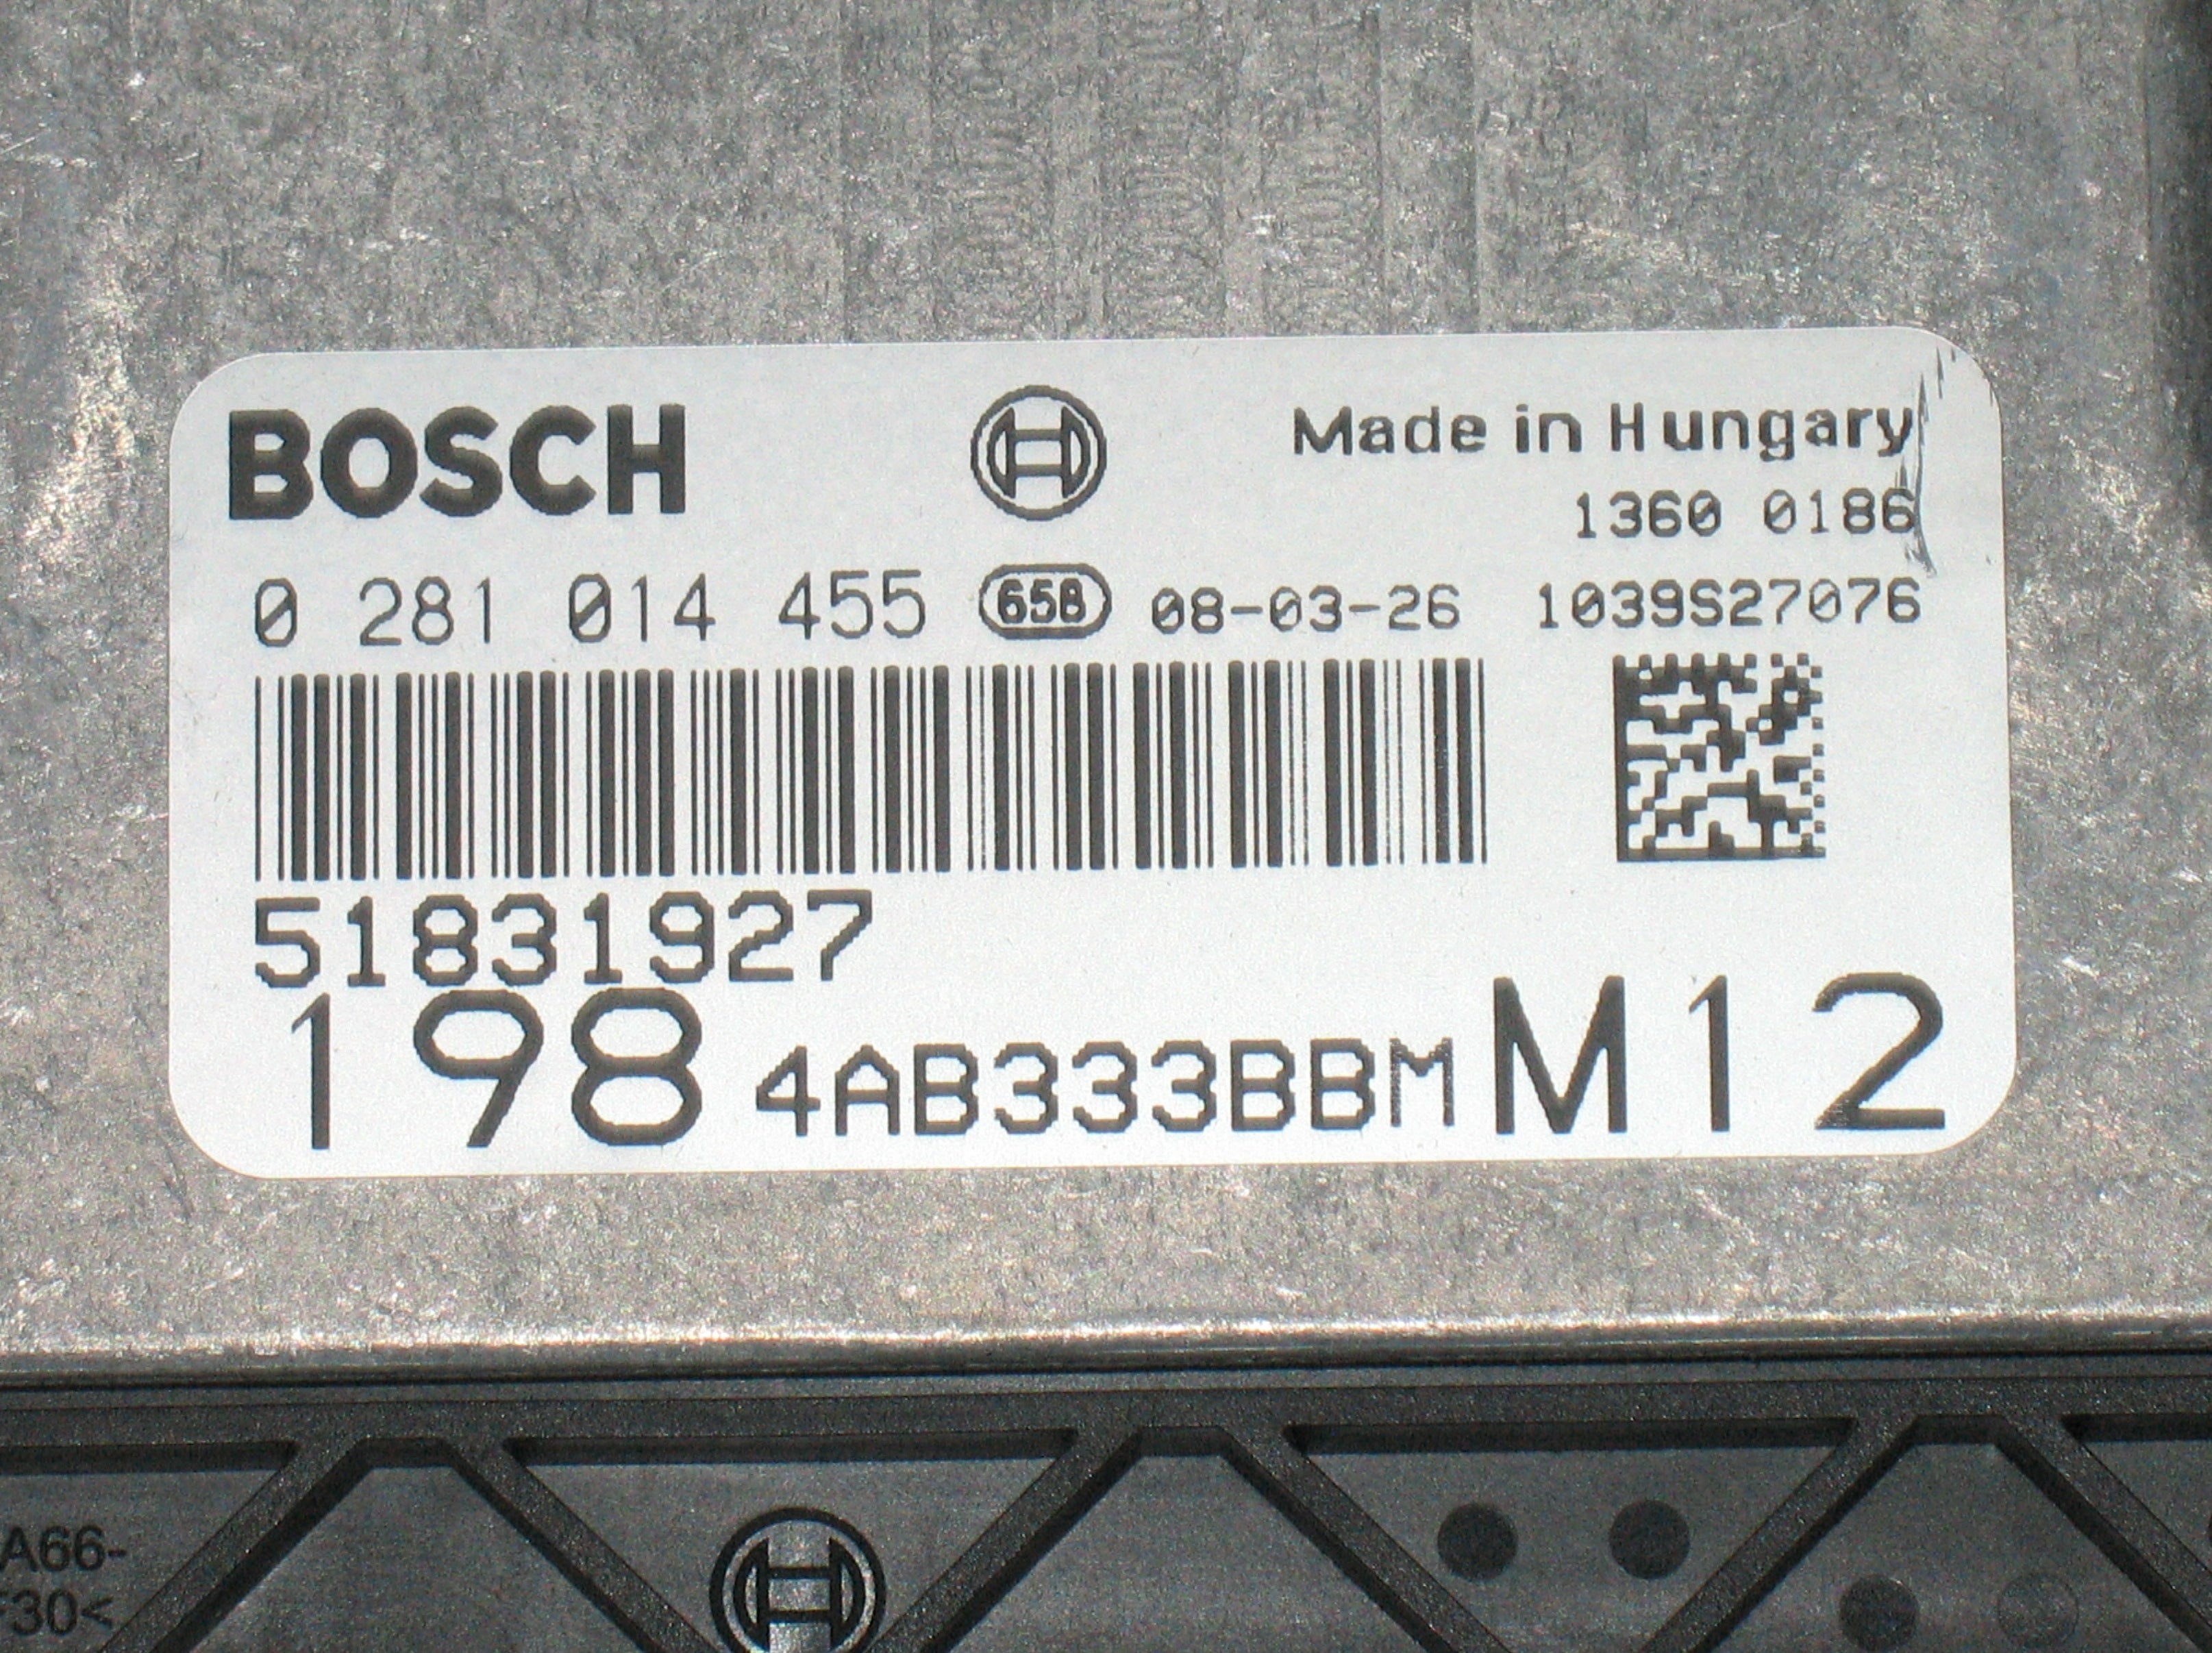 BOSCH
Made in Hungary
1360 0186
0 281 014 455 658 08-03-26 1039S27076
51831927
198 4AB333BBM M12
A66-
F30<